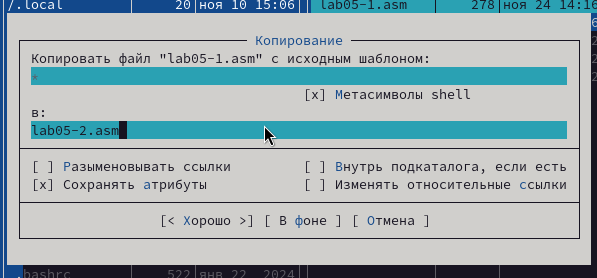 /.local 20 ноя 10 15:06 lab05-1.asm 278 ноя 24 14:16
Копирование
Копировать файл "lab05-1.asm" с исходным шаблоном:
*
[x] Метасимволы shell
в:
lab05-2.asm
[ ] Разыменовывать ссылки [ ] Внутрь подкаталога, если есть
[x] Сохранять атрибуты [ ] Изменять относительные ссылки
[< Хорошо >] [ В фоне ] [ Отмена ]
.bashrc 522 янв 22 2024